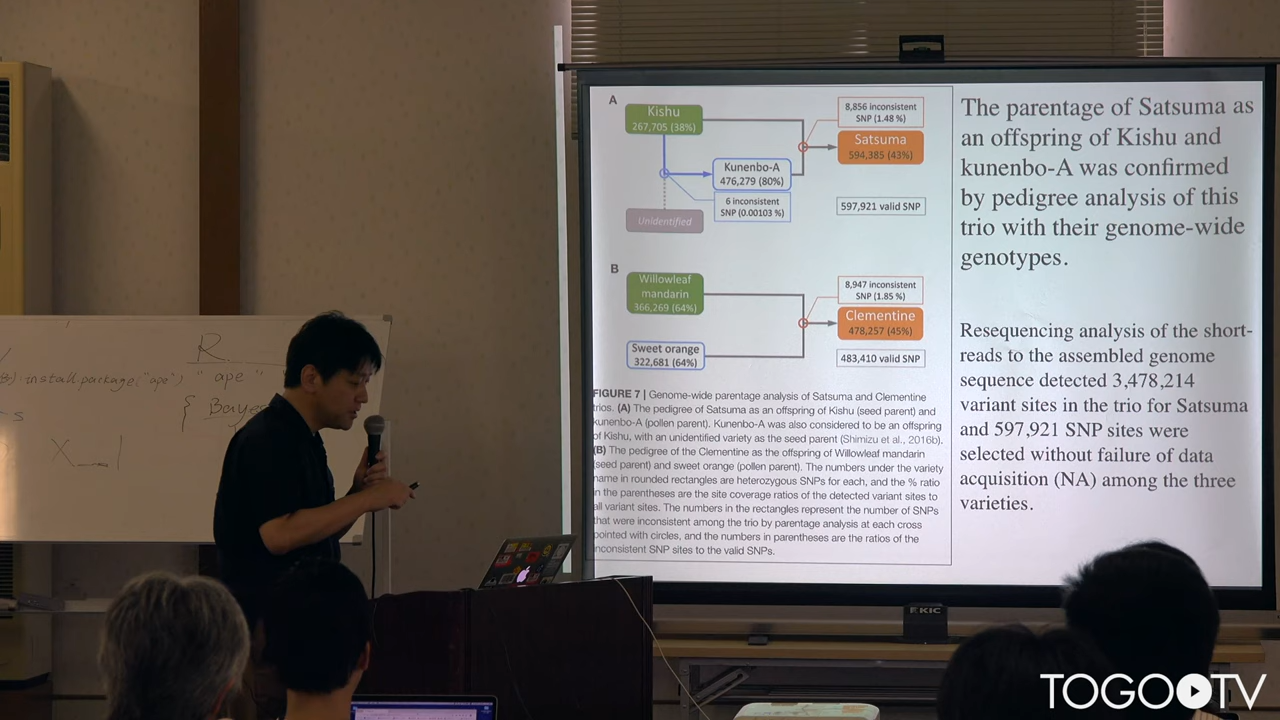 A
Kishu
267,705 (38%)
8,856 inconsistent
SNP (1.48 %)
Satsuma
594,385 (43%)
Kunenbo-A
476,279 (80%)
6 inconsistent
SNP (0.00103 %)
597,921 valid SNP
Unidentified
B
Willowleaf
mandarin
366,269 (64%)
8,947 inconsistent
SNP (1.85 %)
Clementine
478,257 (45%)
Sweet orange
322,681 (64%)
483,410 valid SNP
FIGURE 7 | Genome-wide parentage analysis of Satsuma and Clementine
trios. (A) The pedigree of Satsuma as an offspring of Kishu (seed parent) and
kunenbo-A (pollen parent). Kunenbo-A was also considered to be an offspring
of Kishu, with an unidentified variety as the seed parent (Shimizu et al., 2016b).
(B) The pedigree of the Clementine as the offspring of Willowleaf mandarin
(seed parent) and sweet orange (pollen parent). The numbers under the variety
name in rounded rectangles are heterozygous SNPs for each, and the % ratio
in the parentheses are the site coverage ratios of the detected variant sites to
all variant sites. The numbers in the rectangles represent the number of SNPs
that were inconsistent among the trio by parentage analysis at each cross
pointed with circles, and the numbers in parentheses are the ratios of the
inconsistent SNP sites to the valid SNPs.
The parentage of Satsuma as
an offspring of Kishu and
kunenbo-A was confirmed
by pedigree analysis of this
trio with their genome-wide
genotypes.
Resequencing analysis of the short-
reads to the assembled genome
sequence detected 3,478,214
variant sites in the trio for Satsuma
and 597,921 SNP sites were
selected without failure of data
acquisition (NA) among the three
varieties.
R
install.package("ape");
"ape"
Bayes
KIC
TOGOTV